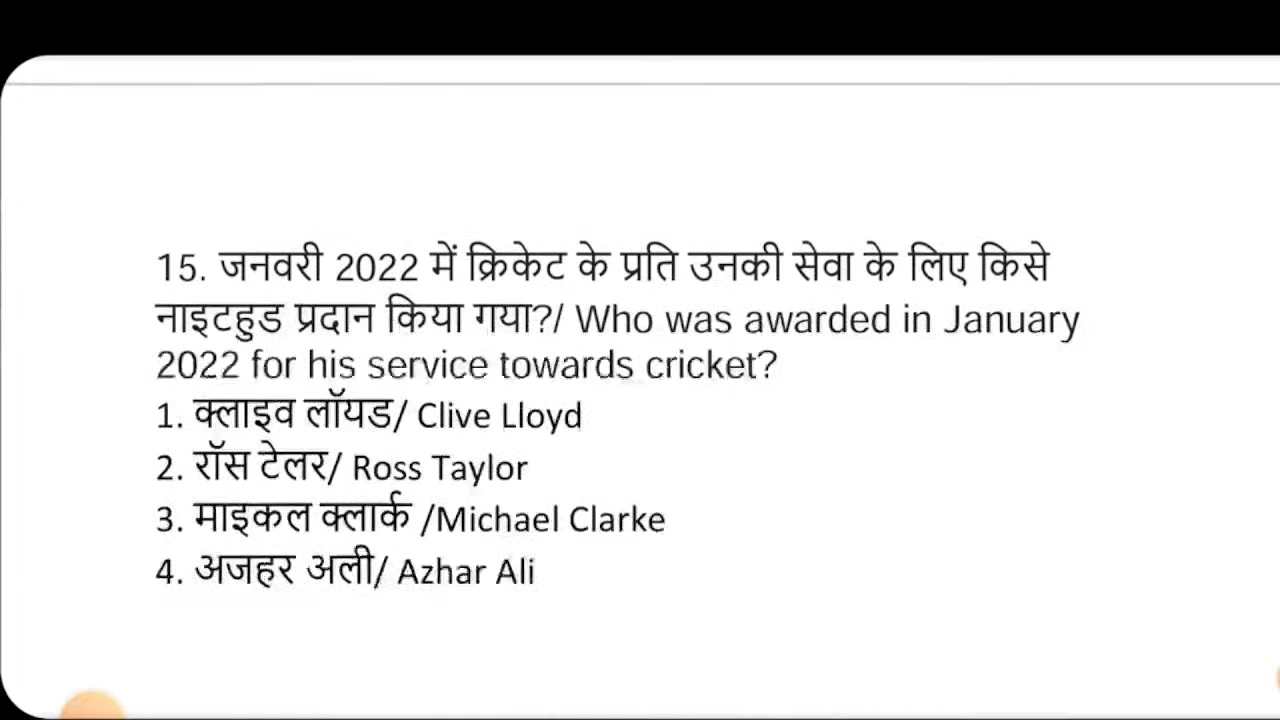 15. जनवरी 2022 में क्रिकेट के प्रति उनकी सेवा के लिए किसे
नाइटहुड प्रदान किया गया?/ Who was awarded in January
2022 for his service towards cricket?
1. क्लाइव लॉयड/ Clive Lloyd
2. रॉस टेलर/ Ross Taylor
3. माइकल क्लार्क /Michael Clarke
4. अजहर अली/ Azhar Ali